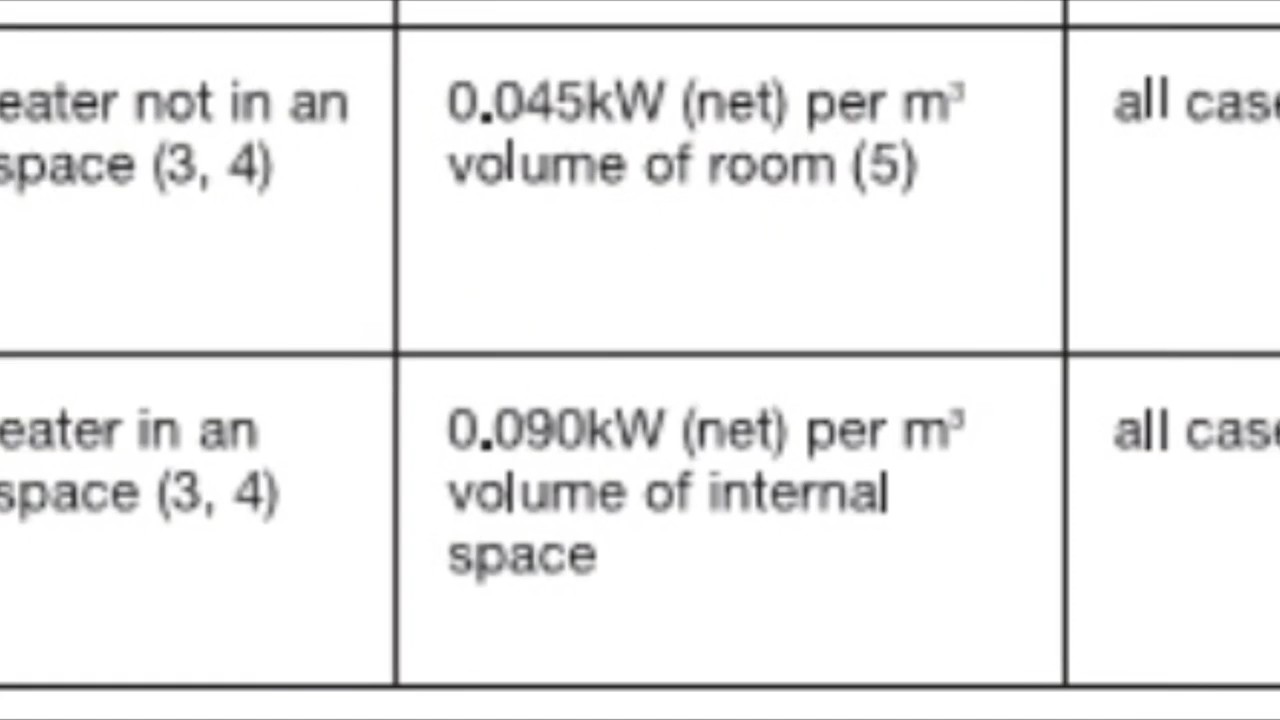 eater not in an
space (3, 4)
0.045kW (net) per m³
volume of room (5)
all case
eater in an
space (3, 4)
0.090kW (net) per m³
volume of internal
space
all case